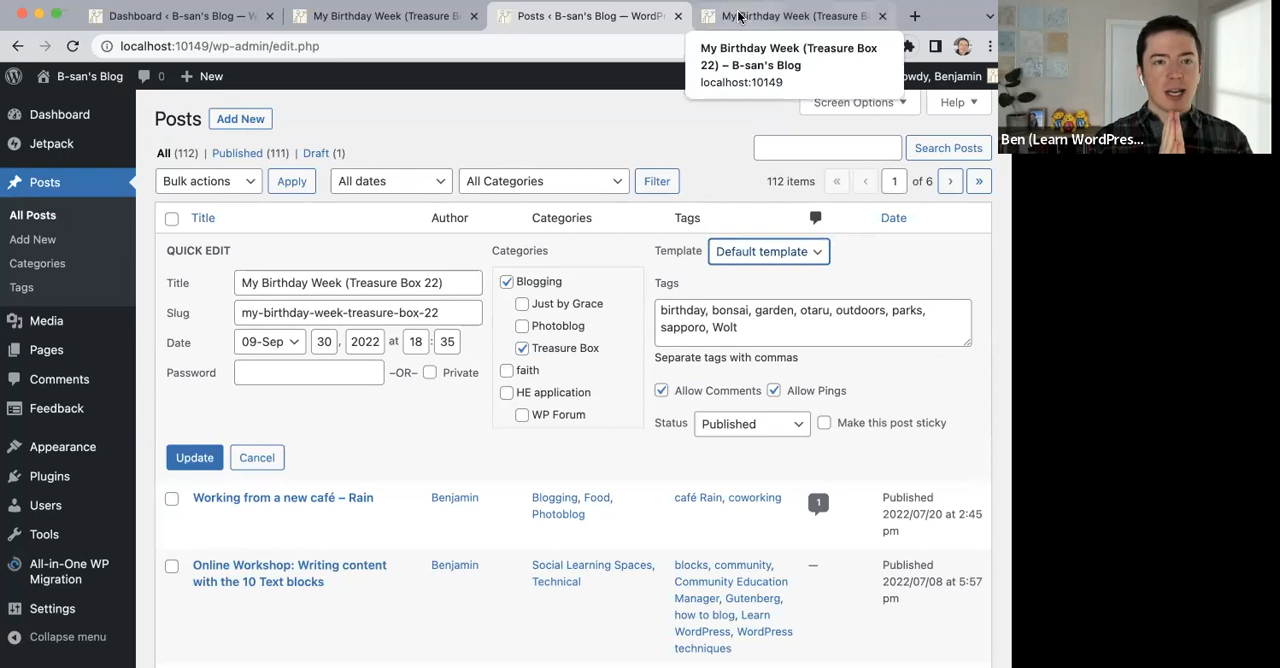 Dashboard ‹ B-san's Blog — W
My Birthday Week (Treasure Box
Posts ‹ B-san's Blog — WordPr
My Birthday Week (Treasure B
localhost:10149/wp-admin/edit.php
My Birthday Week (Treasure Box
22) – B-san's Blog
localhost:10149
B-san's Blog
0
New
owdy, Benjamin
Ben (Learn WordPres...
Dashboard
Jetpack
Posts
All Posts
Add New
Categories
Tags
Media
Pages
Comments
Feedback
Appearance
Plugins
Users
Tools
All-in-One WP
Migration
Settings
Collapse menu
Screen Options
Help
Posts
Add New
All (112) | Published (111) | Draft (1)
Search Posts
Bulk actions
Apply
All dates
All Categories
Filter
112 items
«
‹
1
of 6
›
»
Title
Author
Categories
Tags
Date
QUICK EDIT
Title
My Birthday Week (Treasure Box 22)
Slug
my-birthday-week-treasure-box-22
Date
09-Sep
30
,
2022
at
18
:
35
Password
–OR–
Private
Categories
Blogging
Just by Grace
Photoblog
Treasure Box
faith
HE application
WP Forum
Template
Default template
Tags
birthday, bonsai, garden, otaru, outdoors, parks,
sapporo, Wolt
Separate tags with commas
Allow Comments
Allow Pings
Status
Published
Make this post sticky
Update
Cancel
Working from a new café – Rain
Benjamin
Blogging, Food,
Photoblog
café Rain, coworking
1
Published
2022/07/20 at 2:45
pm
Online Workshop: Writing content
with the 10 Text blocks
Benjamin
Social Learning Spaces,
Technical
blocks, community,
Community Education
Manager, Gutenberg,
how to blog, Learn
WordPress, WordPress
techniques
—
Published
2022/07/08 at 5:57
pm